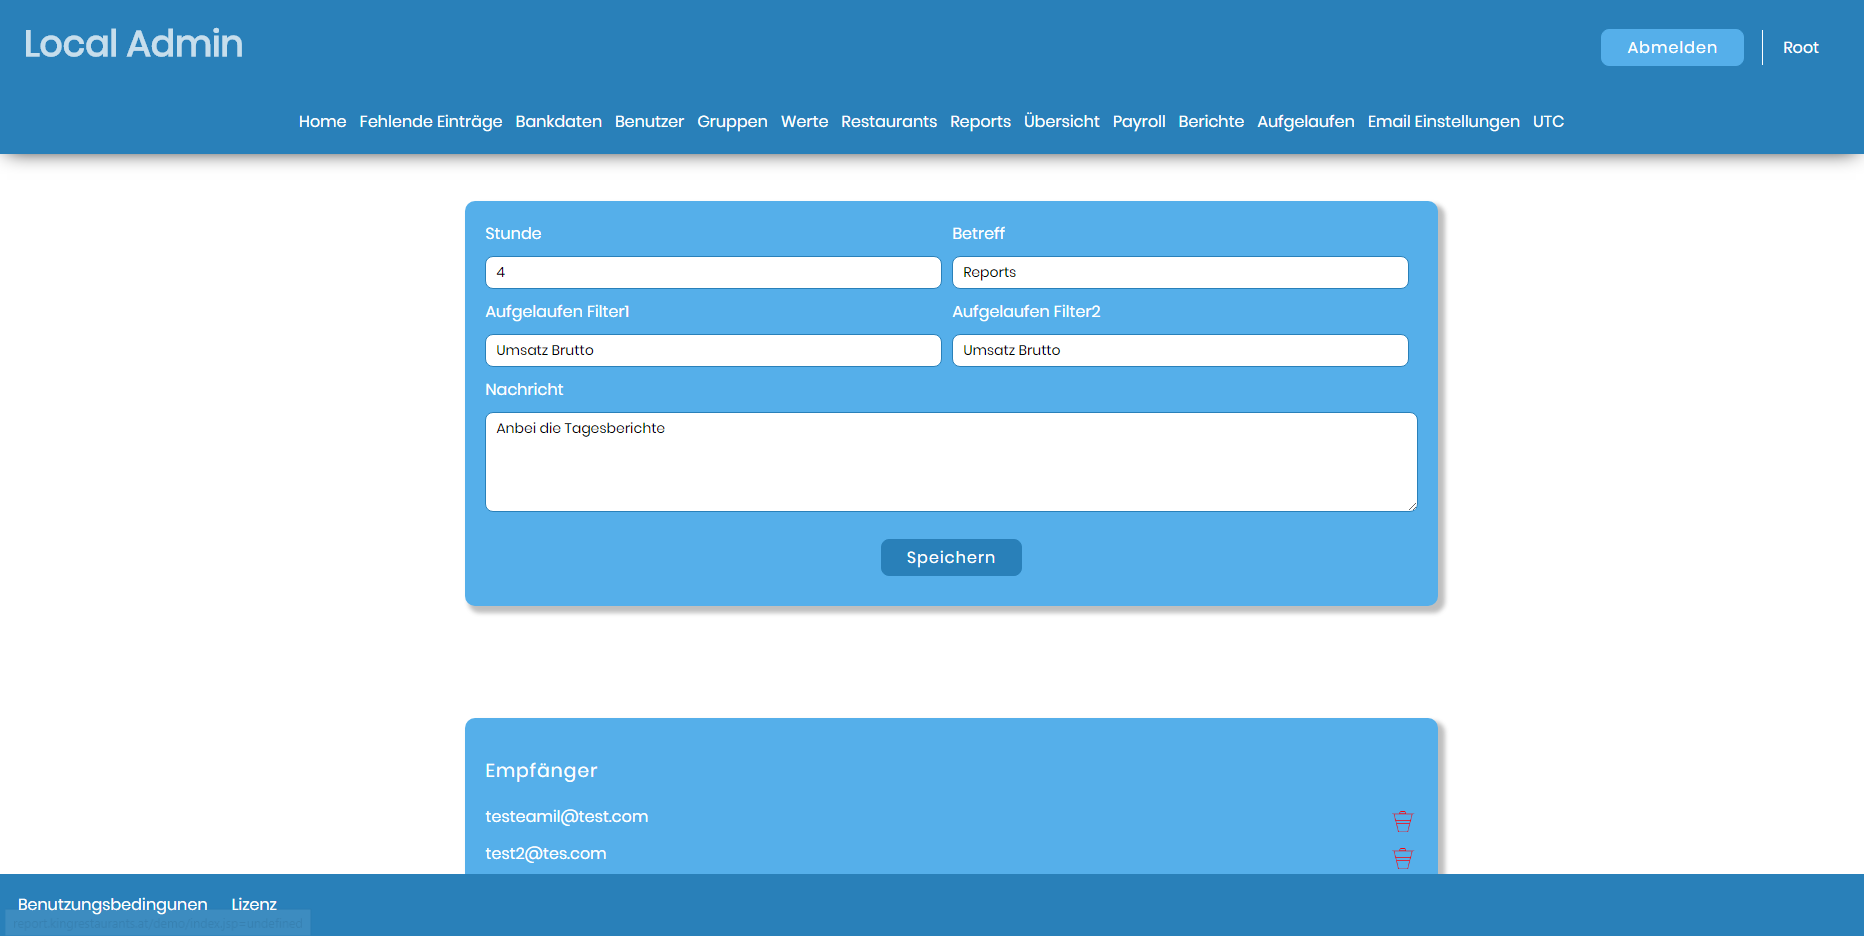 Local Admin
Abmelden
Root
Home Fehlende Einträge Bankdaten Benutzer Gruppen Werte Restaurants Reports Übersicht Payroll Berichte Aufgelaufen Email Einstellungen UTC
Stunde Betreff
4 Reports
Aufgelaufen Filter1 Aufgelaufen Filter2
Umsatz Brutto Umsatz Brutto
Nachricht
Anbei die Tagesberichte
Speichern
Empfänger
testeamil@test.com
test2@tes.com
Benutzungsbedingunen Lizenz